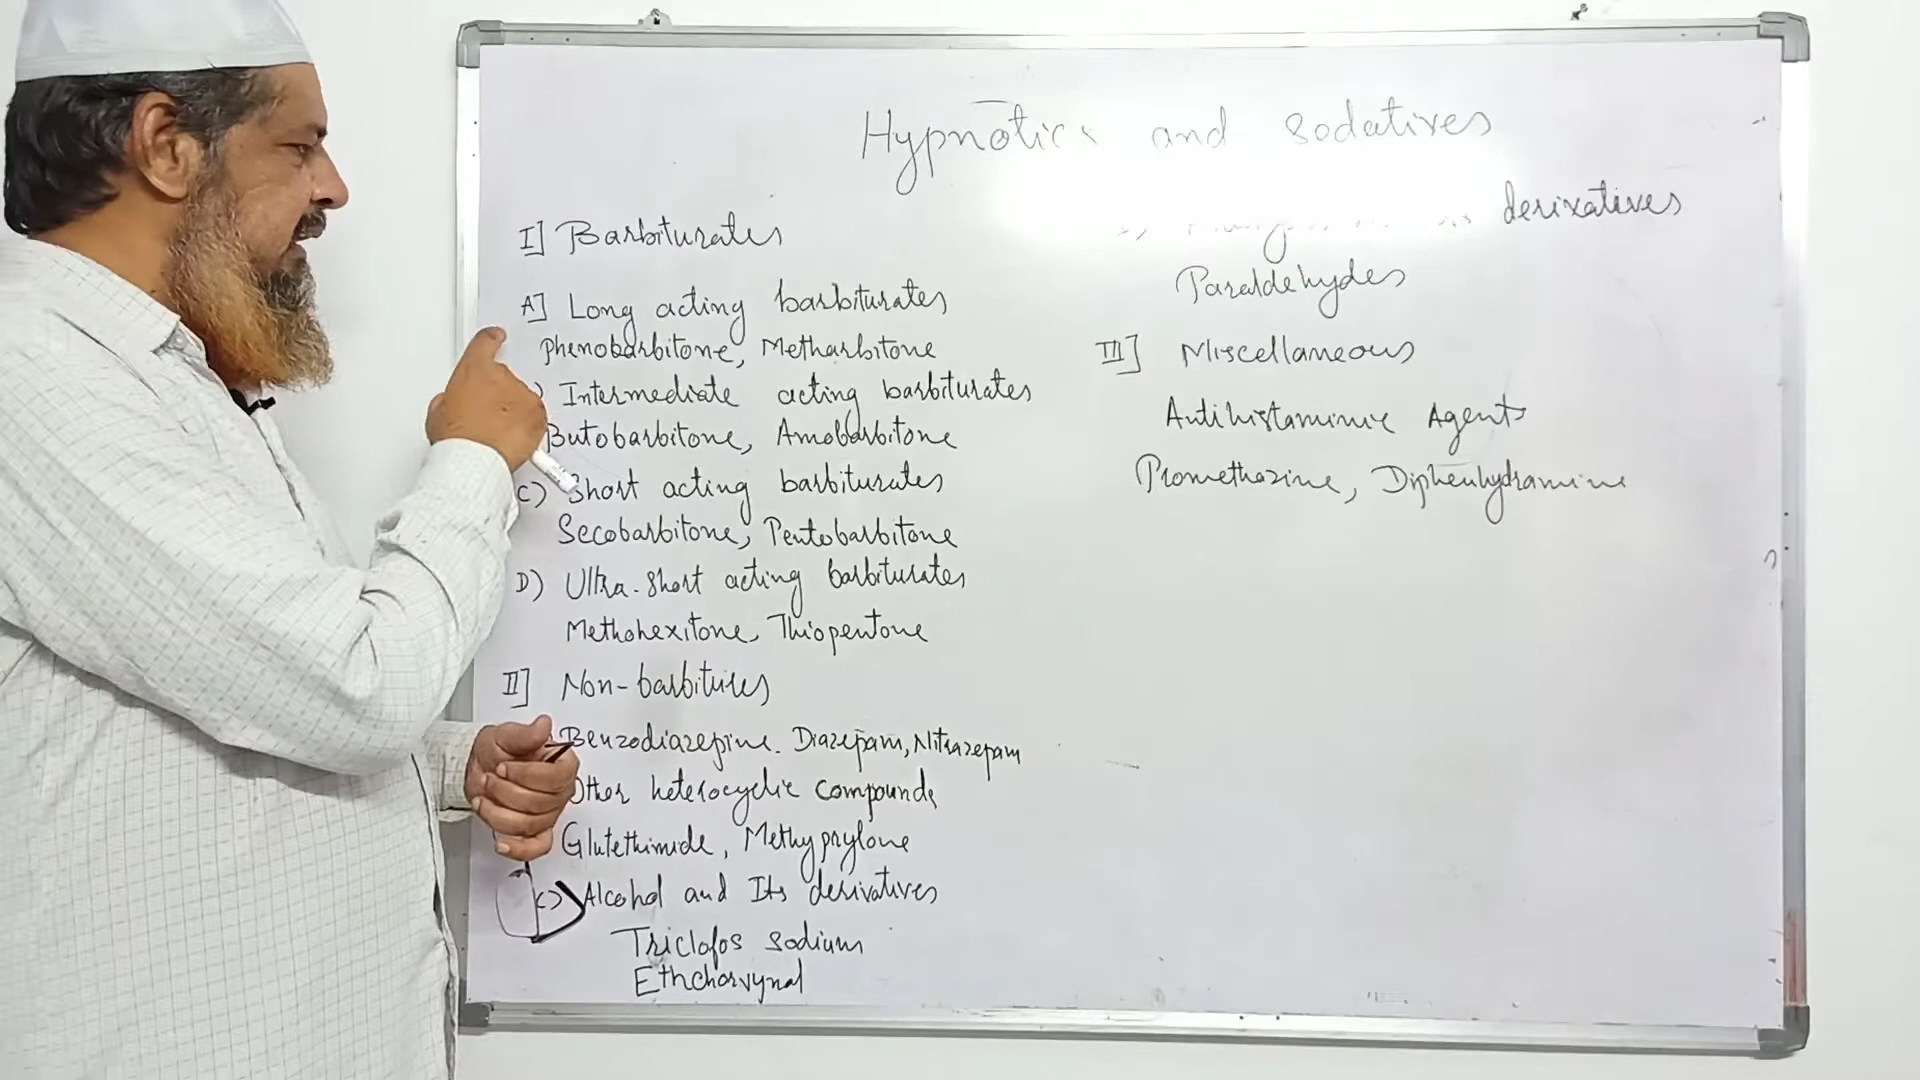 Hypnotics and Sedatives
I] Barbiturates
A] Long acting barbiturates
Phenobarbitone, Metharbitone
) Intermediate acting barbiturates
Butobarbitone, Amobarbitone
C) Short acting barbiturates
Secobarbitone, Pentobarbitone
D) Ultra-Short acting barbiturates
Methohexitone, Thiopentone
II] Non-barbitures
Benzodiazepine. Diazepam, Nitrazepam
Other heterocyclic compounds
Glutethimide, Methyprylone
C) Alcohol and Its derivatives
Triclofos sodium
Ethchorvynal
derivatives
Paraldehydes
III] Miscellaneous
Antihistaminic Agents
Promethazine, Diphenhydramine